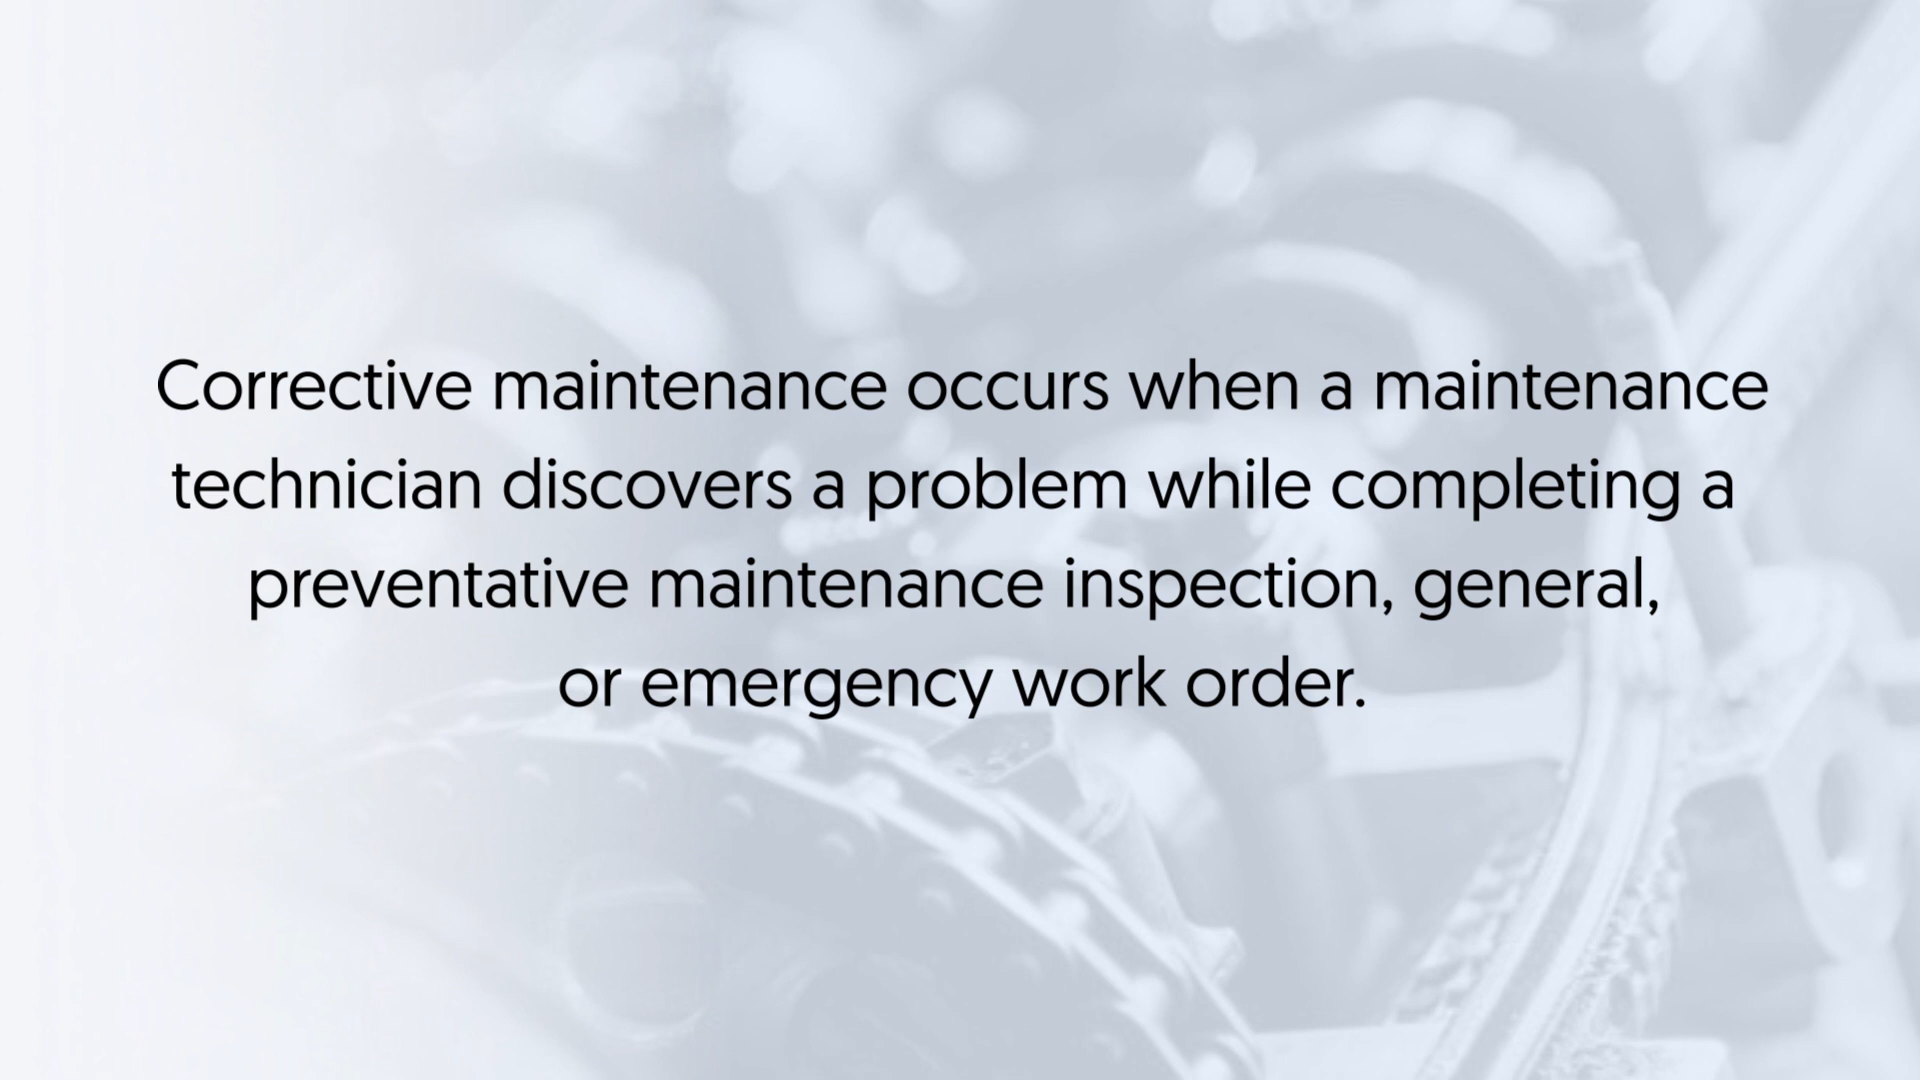 Corrective maintenance occurs when a maintenance
technician discovers a problem while completing a
preventative maintenance inspection, general,
or emergency work order.